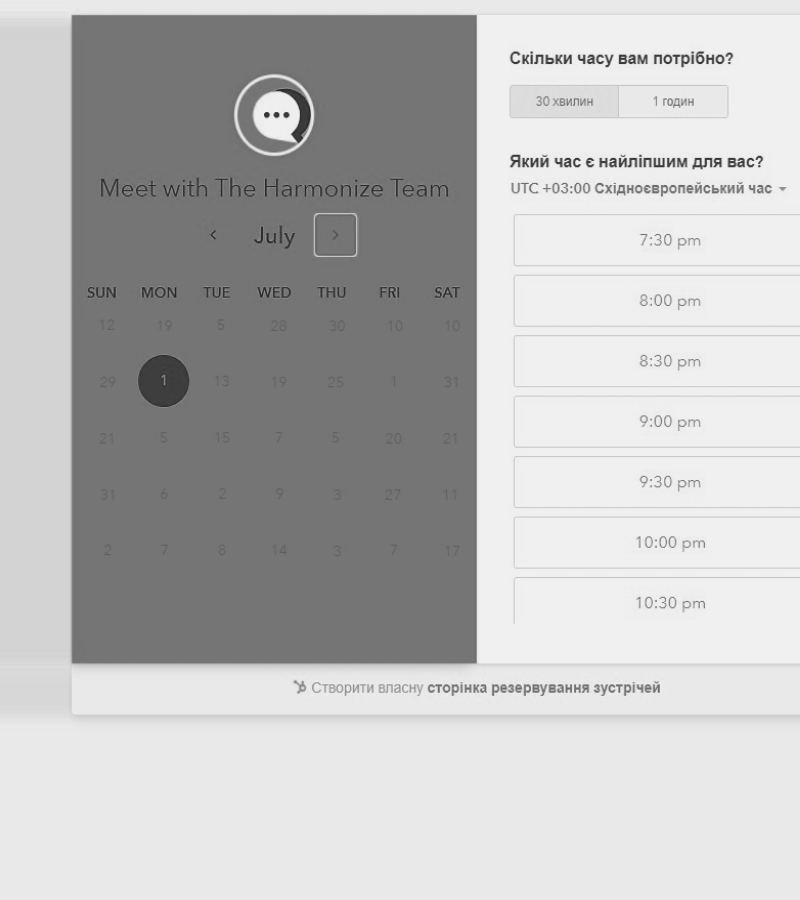 Meet with The Harmonize Team
July
SUN MON TUE WED THU FRI SAT
12 19 5 28 30 10 10
29 1 13 19 25 1 31
21 5 15 7 5 20 21
31 6 2 9 3 27 11
2 7 8 14 3 7 17
Скільки часу вам потрібно?
30 хвилин 1 годин
Який час є найліпшим для вас?
UTC +03:00 Східноєвропейський час
7:30 pm
8:00 pm
8:30 pm
9:00 pm
9:30 pm
10:00 pm
10:30 pm
Створити власну сторінка резервування зустрічей